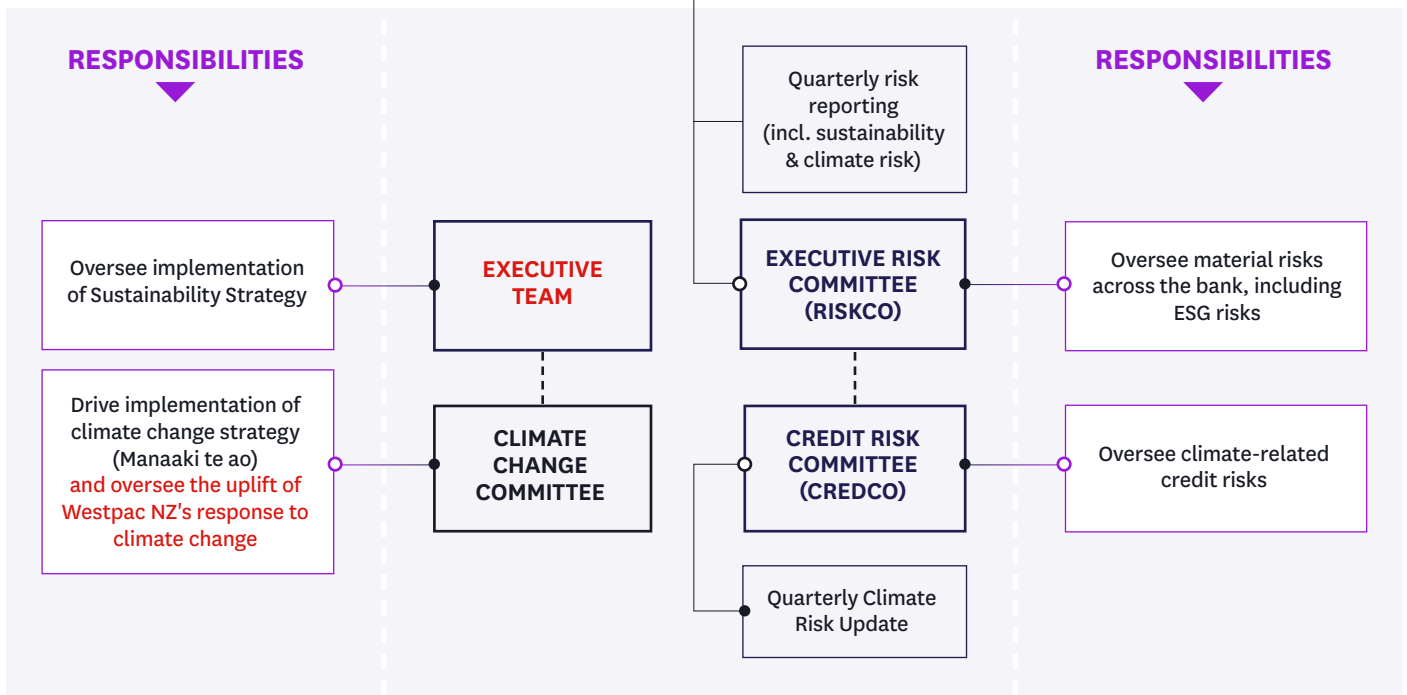 RESPONSIBILITIES
RESPONSIBILITIES
Quarterly risk
reporting
(incl. sustainability
& climate risk)
Oversee implementation
of Sustainability Strategy
EXECUTIVE
TEAM
EXECUTIVE RISK
COMMITTEE
(RISKCO)
Oversee material risks
across the bank, including
ESG risks
Drive implementation of
climate change strategy
(Manaaki te ao)
and oversee the uplift of
Westpac NZ's response to
climate change
CLIMATE
CHANGE
COMMITTEE
CREDIT RISK
COMMITTEE
(CREDCO)
Oversee climate-related
credit risks
Quarterly Climate
Risk Update